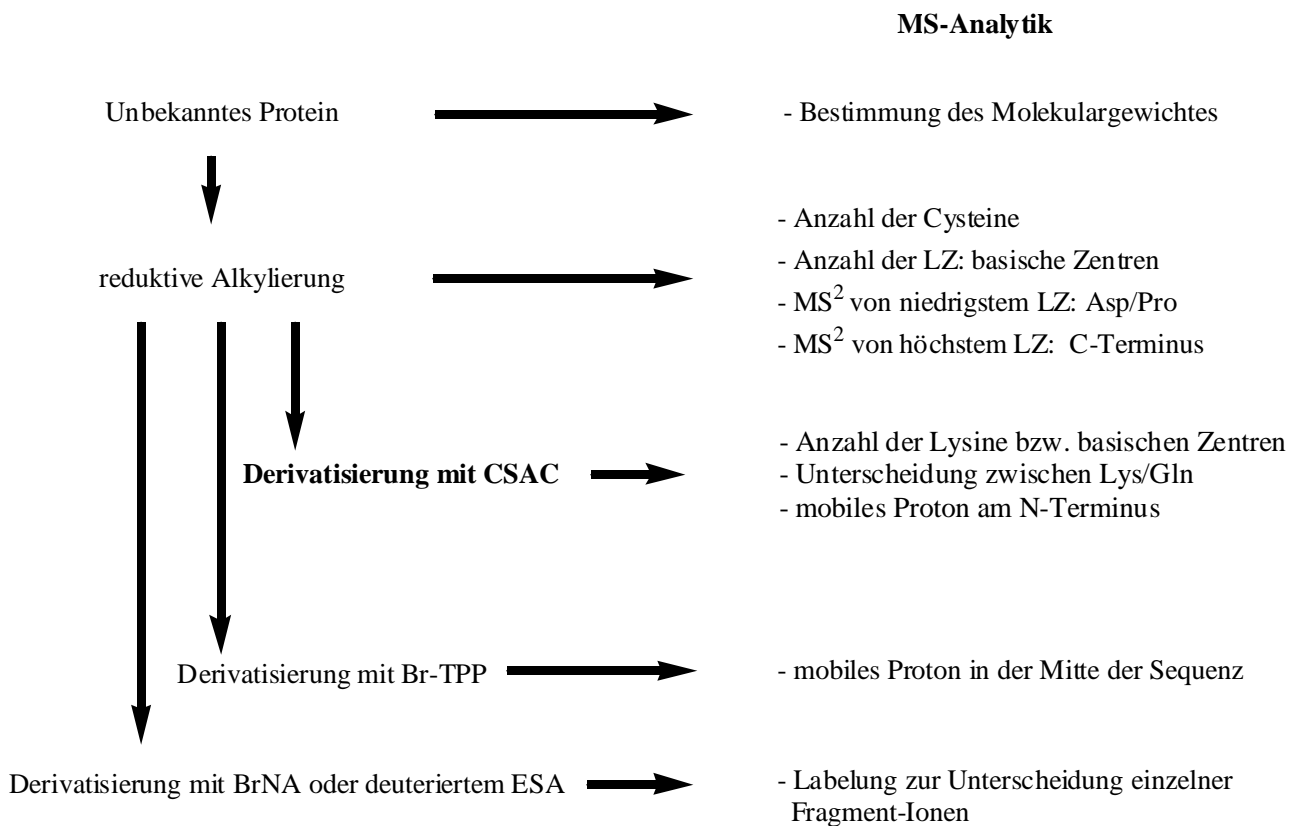 MS-Analytik
Unbekanntes Protein
- Bestimmung des Molekulargewichtes
reduktive Alkylierung
- Anzahl der Cysteine
- Anzahl der LZ: basische Zentren
- MS² von niedrigstem LZ: Asp/Pro
- MS² von höchstem LZ: C-Terminus
Derivatisierung mit CSAC
- Anzahl der Lysine bzw. basischen Zentren
- Unterscheidung zwischen Lys/Gln
- mobiles Proton am N-Terminus
Derivatisierung mit Br-TPP
- mobiles Proton in der Mitte der Sequenz
Derivatisierung mit BrNA oder deuteriertem ESA
- Labelung zur Unterscheidung einzelner
Fragment-Ionen